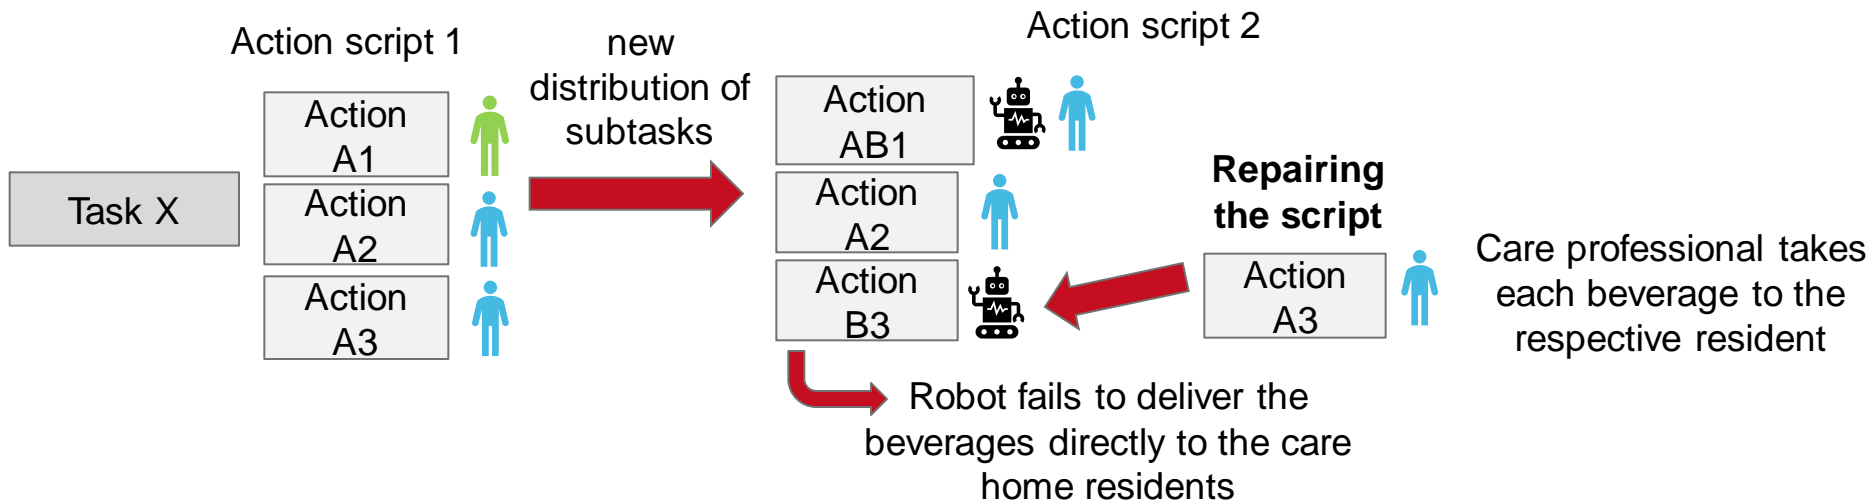 Action script 1
new
distribution of
subtasks
Action script 2
Task X
Action
A1
Action
A2
Action
A3
Action
AB1
Action
A2
Action
B3
Repairing
the script
Action
A3
Care professional takes
each beverage to the
respective resident
Robot fails to deliver the
beverages directly to the care
home residents